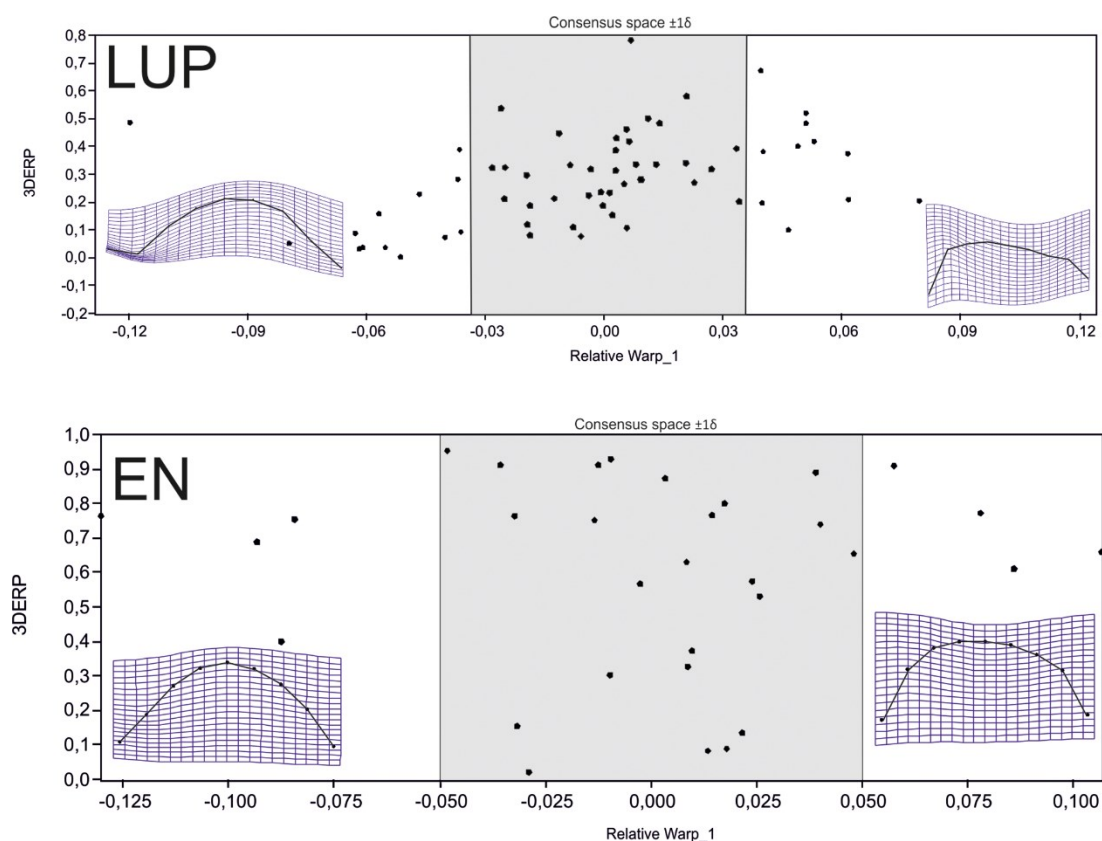 Consensus space ±1δ
0,8
LUP
0,7
0,6
0,5
0,4
3DERP
0,3
0,2
0,1
0,0
-0,1
-0,2
-0,12 -0,09 -0,06 -0,03 0,00 0,03 0,06 0,09 0,12
Relative Warp_1
Consensus space ±1δ
1,0
EN
0,9
0,8
0,7
0,6
3DERP
0,5
0,4
0,3
0,2
0,1
0,0
-0,125 -0,100 -0,075 -0,050 -0,025 0,000 0,025 0,050 0,075 0,100
Relative Warp_1